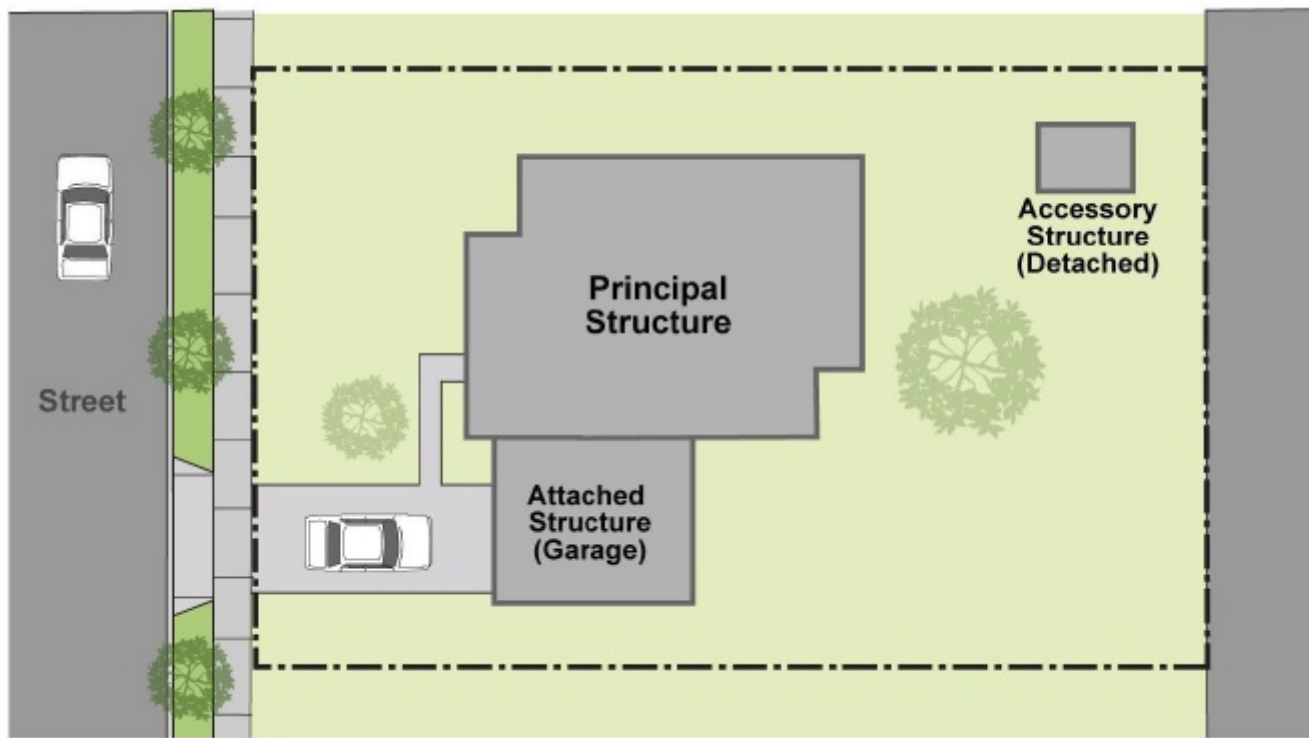 Street
Principal
Structure
Attached
Structure
(Garage)
Accessory
Structure
(Detached)